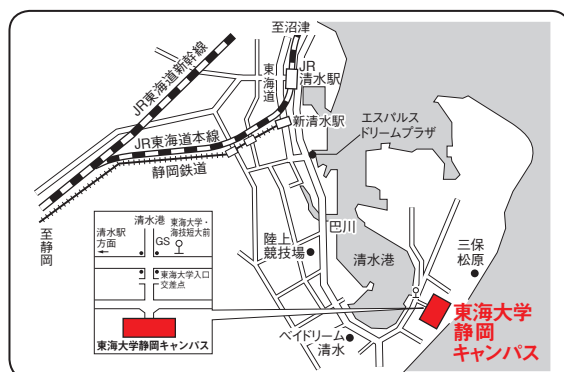 至沼津
JR東海道新幹線
東海道
JR
清水駅
新清水駅
JR東海道本線
静岡鉄道
エスパルス
ドリームプラザ
至静岡
清水港
清水駅
方面
GS
東海大学・
海技短大前
東海大学入口
交差点
東海大学静岡キャンパス
陸上
競技場
巴川
清水港
三保
松原
ベイドリーム
清水
東海大学
静岡
キャンパス